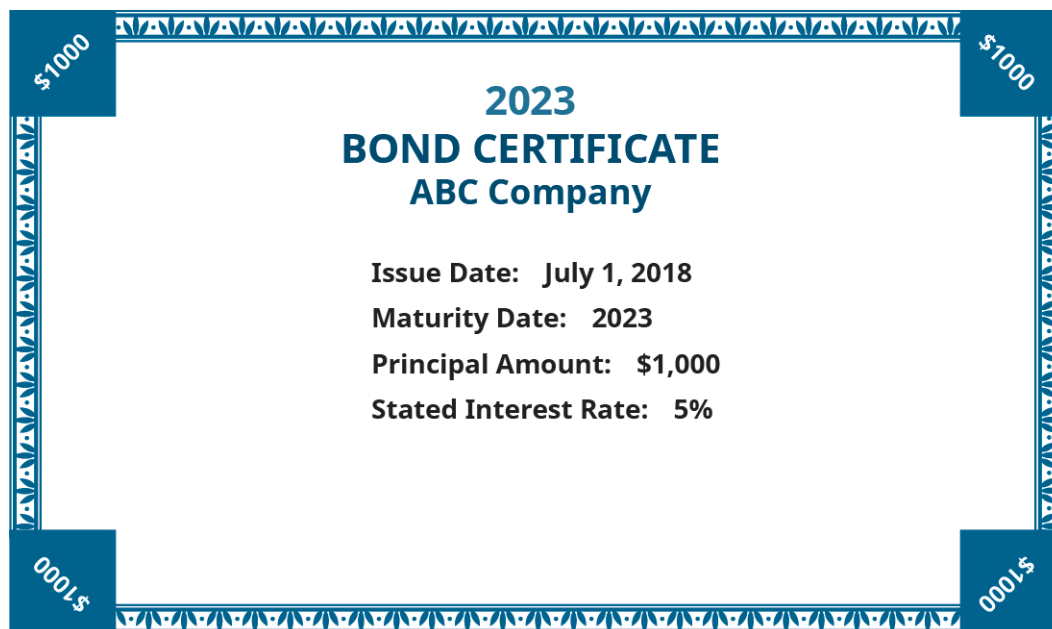 $1000
$1000
2023
BOND CERTIFICATE
ABC Company
Issue Date: July 1, 2018
Maturity Date: 2023
Principal Amount: $1,000
Stated Interest Rate: 5%
$1000
$1000